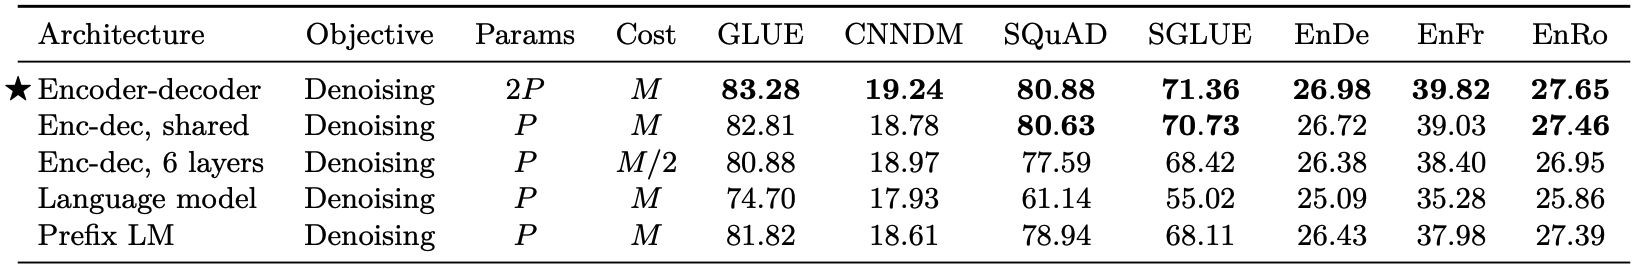 Architecture Objective Params Cost GLUE CNNDM SQuAD SGLUE EnDe EnFr EnRo
★ Encoder-decoder Denoising 2P M 83.28 19.24 80.88 71.36 26.98 39.82 27.65
Enc-dec, shared Denoising P M 82.81 18.78 80.63 70.73 26.72 39.03 27.46
Enc-dec, 6 layers Denoising P M/2 80.88 18.97 77.59 68.42 26.38 38.40 26.95
Language model Denoising P M 74.70 17.93 61.14 55.02 25.09 35.28 25.86
Prefix LM Denoising P M 81.82 18.61 78.94 68.11 26.43 37.98 27.39